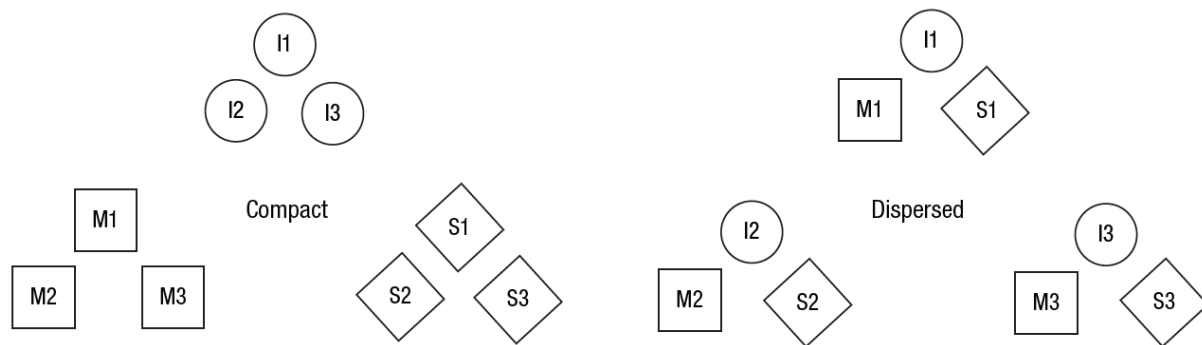 I1
I2
I3
M1
M2
M3
Compact
S1
S2
S3
I1
M1
S1
Dispersed
I2
M2
S2
I3
M3
S3